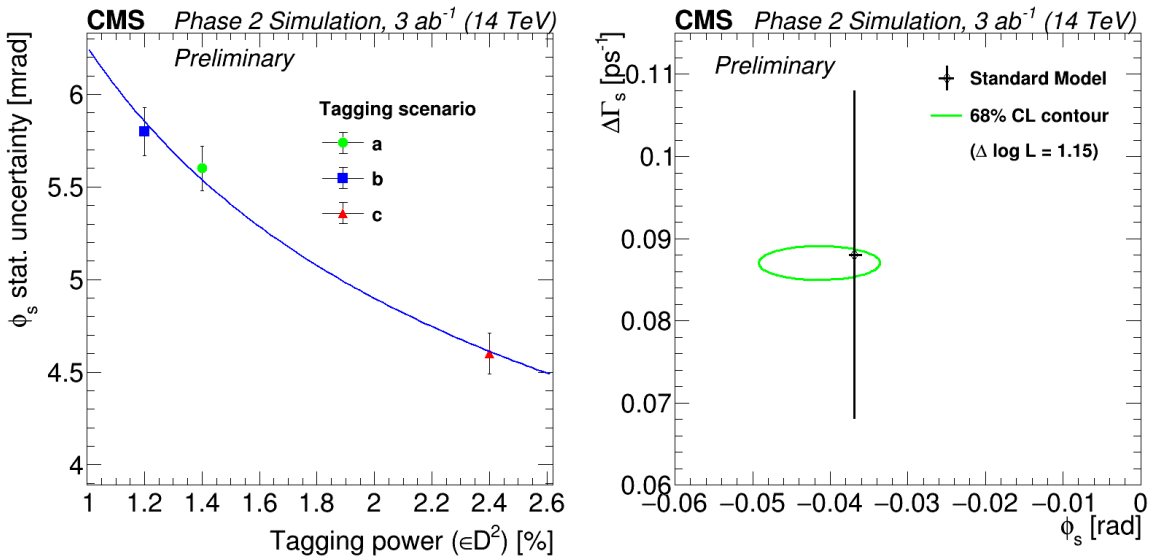 CMS Phase 2 Simulation, 3 ab⁻¹ (14 TeV)
Preliminary
ϕₛ stat. uncertainty [mrad]
6
5.5
5
4.5
4
Tagging scenario
a
b
c
1 1.2 1.4 1.6 1.8 2 2.2 2.4 2.6
Tagging power (∈D²) [%]
CMS Phase 2 Simulation, 3 ab⁻¹ (14 TeV)
Preliminary
ΔΓₛ [ps⁻¹]
0.11
0.1
0.09
0.08
0.07
0.06
Standard Model
68% CL contour
(Δ log L = 1.15)
−0.06 −0.05 −0.04 −0.03 −0.02 −0.01 0
ϕₛ [rad]